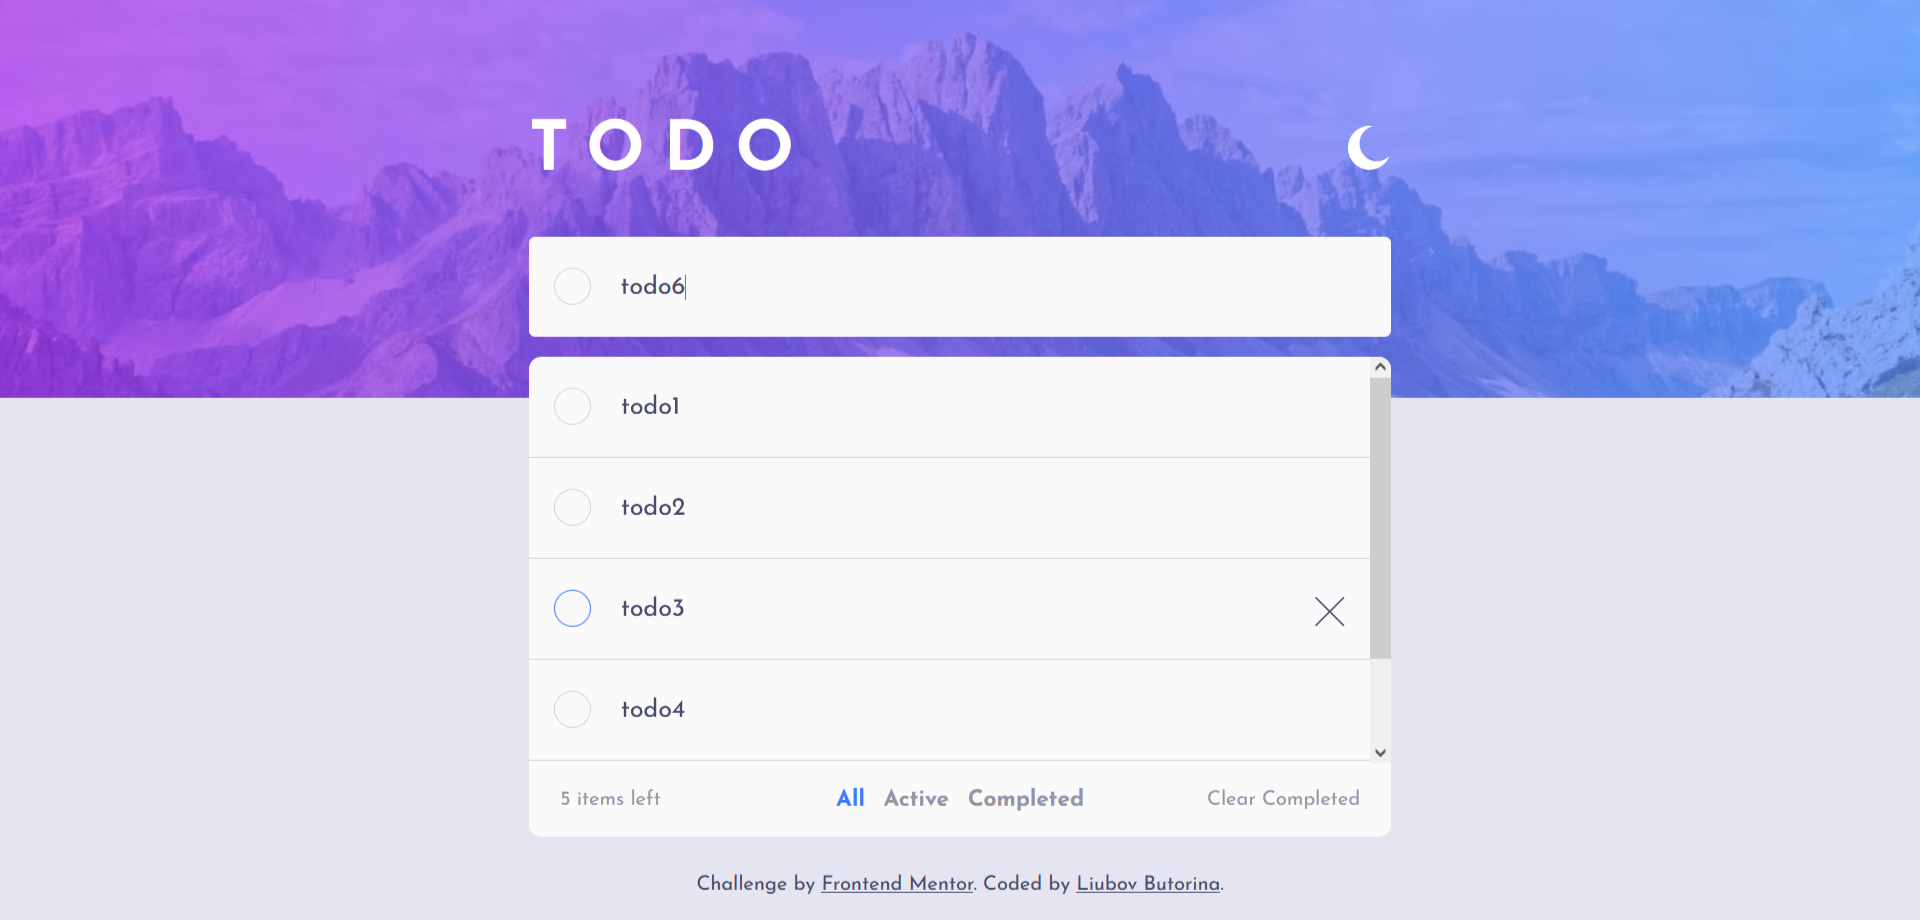 TODO
todo6
todo1
todo2
todo3
todo4
5 items left All Active Completed Clear Completed
Challenge by Frontend Mentor. Coded by Liubov Butorina.